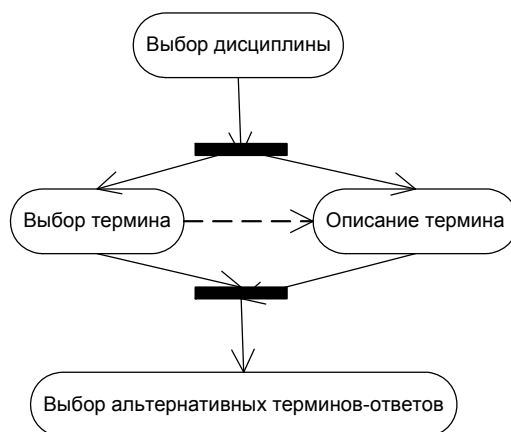 Выбор дисциплины
Выбор термина
Описание термина
Выбор альтернативных терминов-ответов